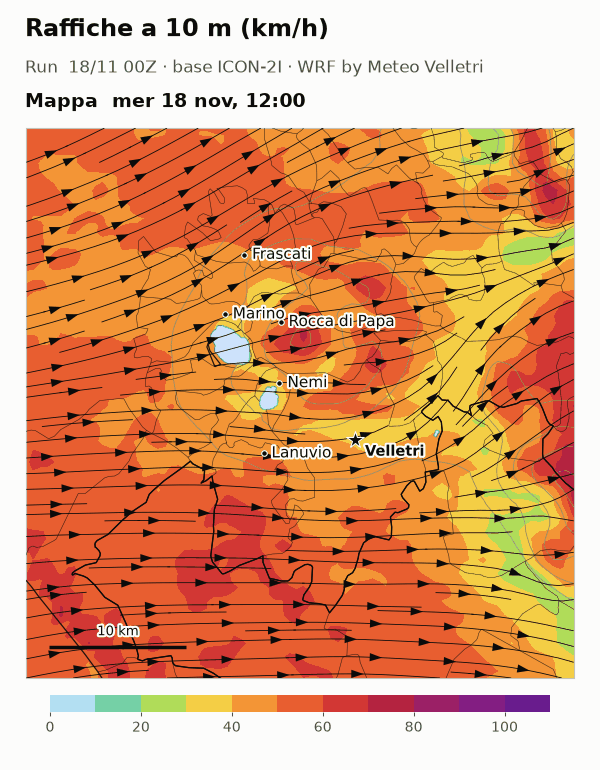 Raffiche a 10 m (km/h)
Run  18/11 00Z · base ICON-2I · WRF by Meteo Velletri
Mappa  mer 18 nov, 12:00
Frascati
Marino
Rocca di Papa
Nemi
Velletri
Lanuvio
10 km
0 20 40 60 80 100